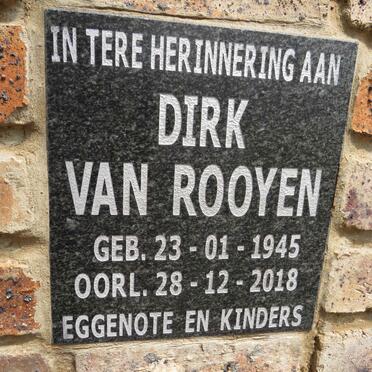 IN TERE HERINNERING AAN
DIRK
VAN ROOYEN
GEB. 23 - 01 - 1945
OORL. 28 - 12 - 2018
EGGENOTE EN KINDERS